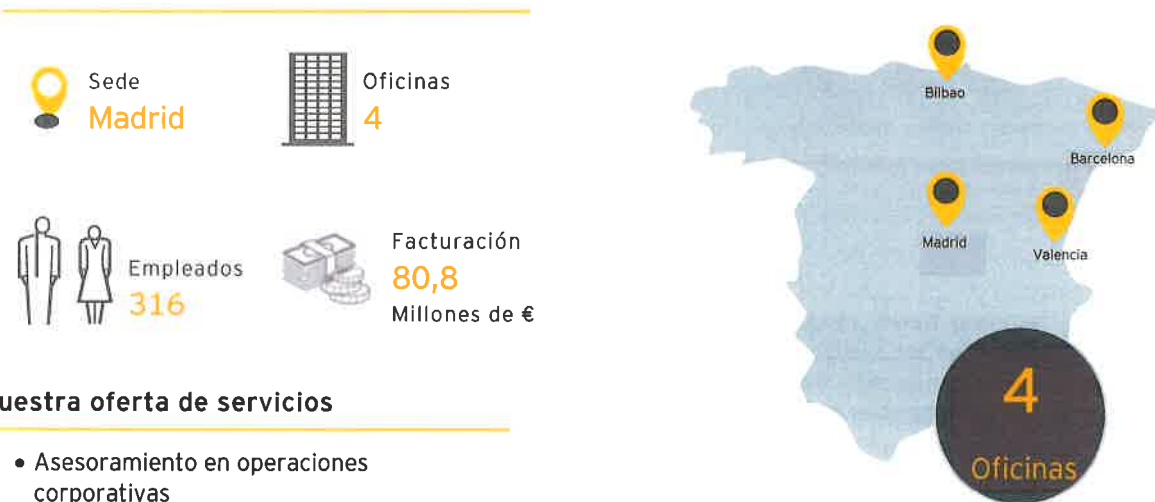 Sede
Madrid
Oficinas
4
Empleados
316
Facturación
80,8
Millones de €
uestra oferta de servicios
• Asesoramiento en operaciones
corporativas
Bilbao
Barcelona
Madrid
Valencia
4
Oficinas